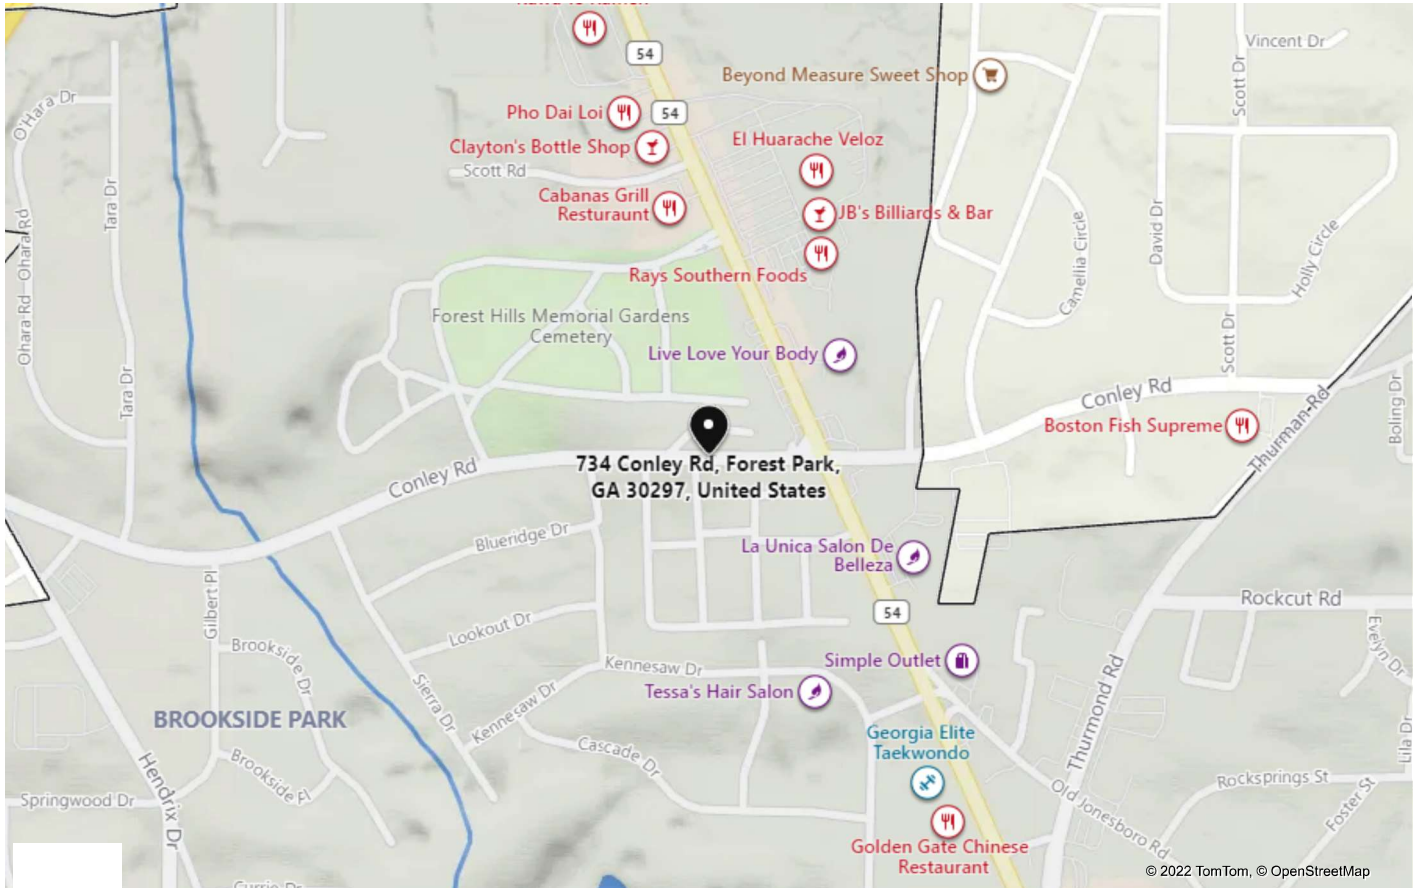 54
Vincent Dr
Beyond Measure Sweet Shop
Scott Dr
O'Hara Dr
Pho Dai Loi
54
El Huarache Veloz
Clayton's Bottle Shop
Scott Rd
Tara Dr
Cabanas Grill
Resturaunt
JB's Billiards & Bar
David Dr
Camellia Circle
Holly Circle
Ohara Rd
Ohara Rd
Rays Southern Foods
Forest Hills Memorial Gardens
Cemetery
Live Love Your Body
Scott Dr
Tara Dr
Conley Rd
Boling Dr
Boston Fish Supreme
Thurman Rd
734 Conley Rd, Forest Park,
GA 30297, United States
Conley Rd
Blueridge Dr
La Unica Salon De
Belleza
Gilbert Pl
54
Rockcut Rd
Lookout Dr
Evelyn Dr
Brookside Dr
Kennesaw Dr
Simple Outlet
Tessa's Hair Salon
Sierra Dr
Kennesaw Dr
Thurmond Rd
BROOKSIDE PARK
Georgia Elite
Taekwondo
Cascade Dr
Lila Dr
Brookside Pl
Hendrix Dr
Springwood Dr
Rocksprings St
Foster St
Old Jonesboro Rd
Golden Gate Chinese
Restaurant
© 2022 TomTom, © OpenStreetMap